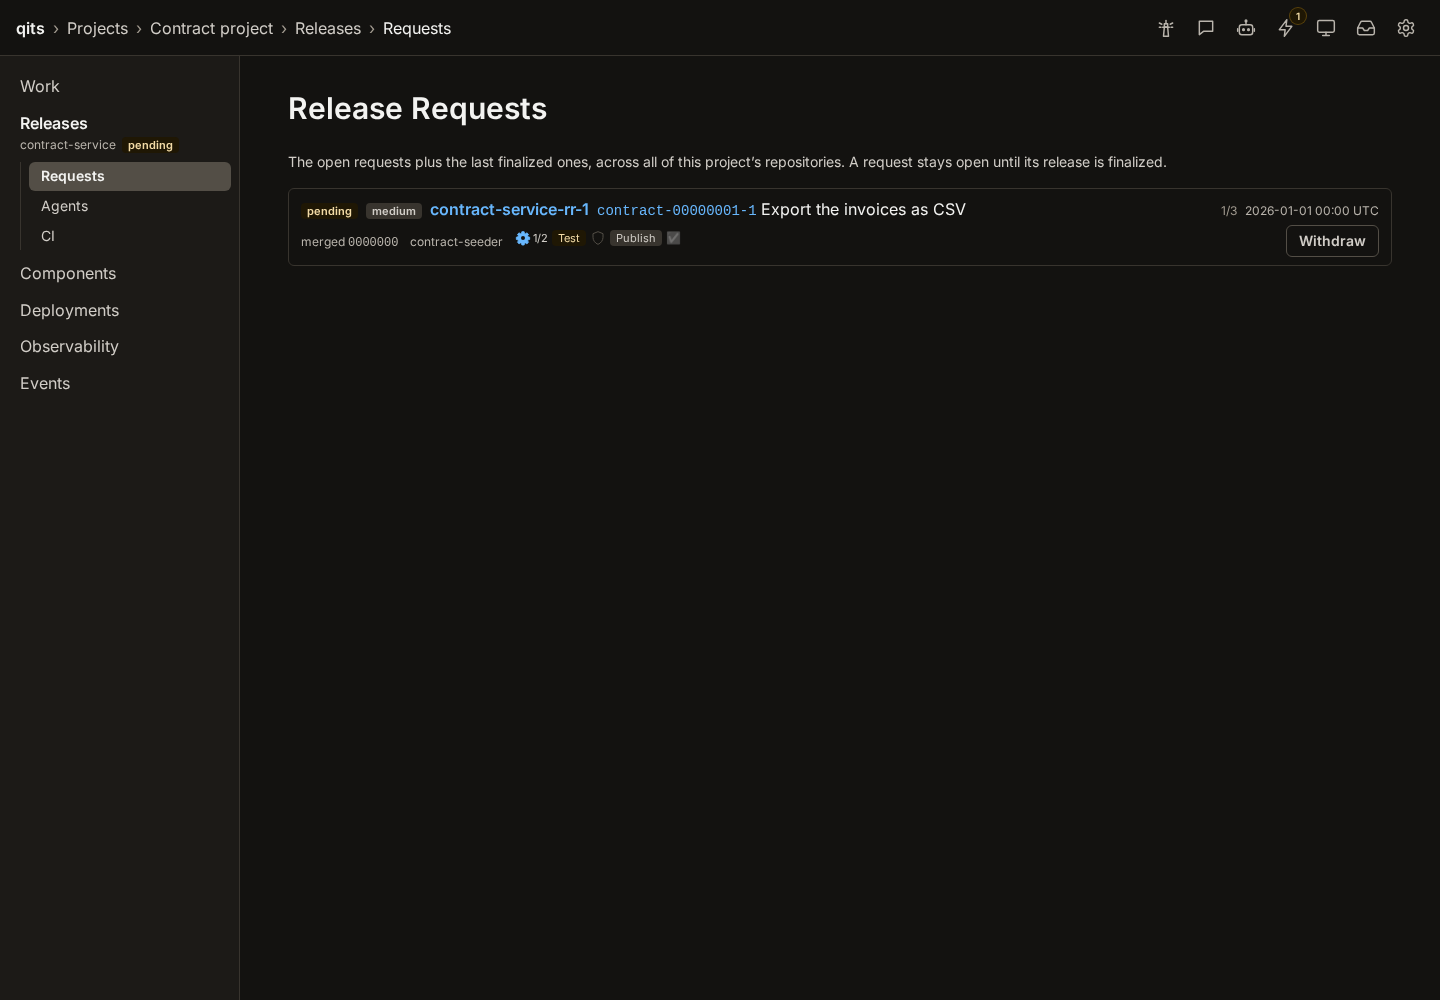 qits › Projects › Contract project › Releases › Requests
1
Work
Releases
contract-service pending
Requests
Agents
CI
Components
Deployments
Observability
Events
Release Requests
The open requests plus the last finalized ones, across all of this project’s repositories. A request stays open until its release is finalized.
pending medium contract-service-rr-1 contract-00000001-1 Export the invoices as CSV 1/3 2026-01-01 00:00 UTC
merged 0000000 contract-seeder 1/2 Test Publish Withdraw